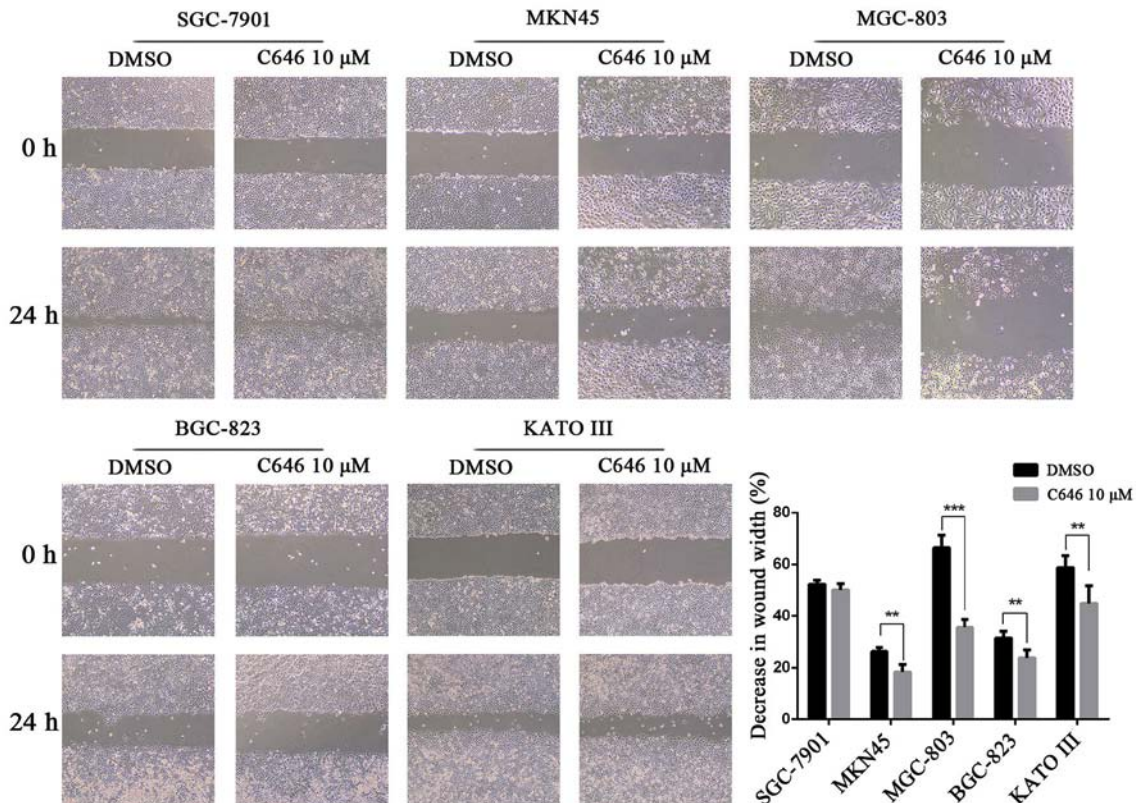 SGC-7901 MKN45 MGC-803
DMSO C646 10 μM DMSO C646 10 μM DMSO C646 10 μM
0 h
24 h
BGC-823 KATO III
DMSO C646 10 μM DMSO C646 10 μM
0 h
24 h
DMSO
C646 10 μM
Decrease in wound width (%)
80
60
40
20
0
** *** ** **
SGC-7901
MKN45
MGC-803
BGC-823
KATO III